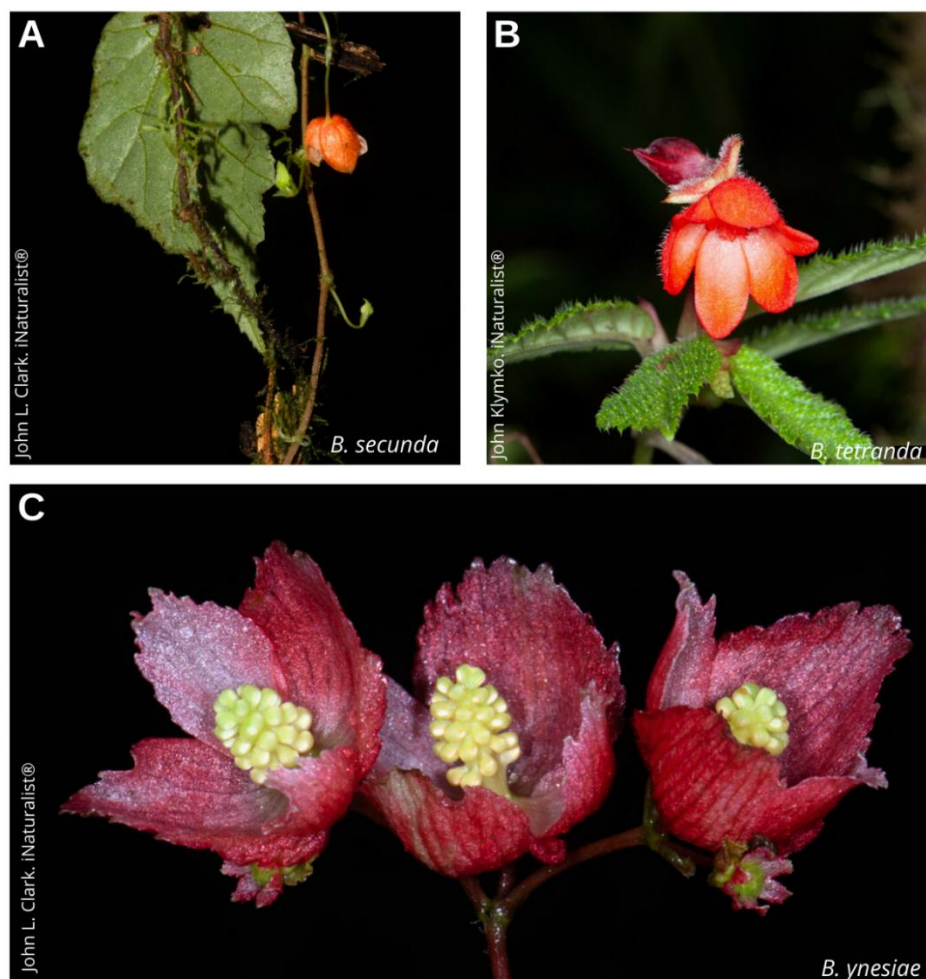 A
John L. Clark. iNaturalist®
B. secunda
B
John Klymko. iNaturalist®
B. tetranda
C
John L. Clark. iNaturalist®
B. ynesiae